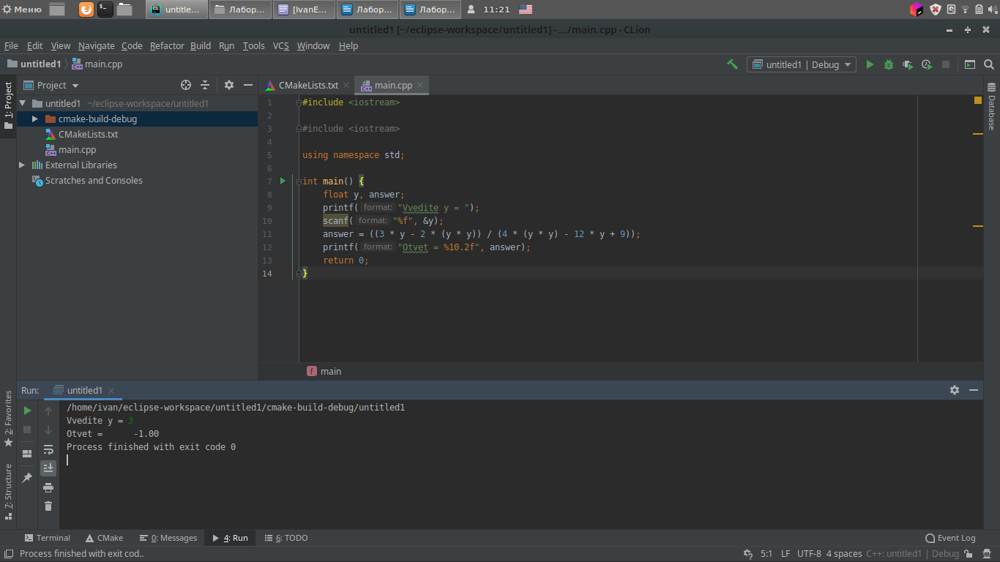 Меню
untitle...
Лабор...
[IvanE...
Лабор...
Лабор...
11:21
untitled1 [~/eclipse-workspace/untitled1] - .../main.cpp - CLion
File Edit View Navigate Code Refactor Build Run Tools VCS Window Help
untitled1 main.cpp
untitled1 | Debug
1: Project
Project
untitled1 ~/eclipse-workspace/untitled1
cmake-build-debug
CMakeLists.txt
main.cpp
External Libraries
Scratches and Consoles
CMakeLists.txt
main.cpp
1 #include <iostream>
2
3 #include <iostream>
4
5 using namespace std;
6
7 int main() {
8 float y, answer;
9 printf( format: "Vvedite y = ");
10 scanf( format: "%f", &y);
11 answer = ((3 * y - 2 * (y * y)) / (4 * (y * y) - 12 * y + 9));
12 printf( format: "Otvet = %10.2f", answer);
13 return 0;
14 }
f main
Database
Run: untitled1
/home/ivan/eclipse-workspace/untitled1/cmake-build-debug/untitled1
Vvedite y = 3
Otvet =      -1.00
Process finished with exit code 0
2: Favorites
7: Structure
Terminal CMake 0: Messages 4: Run 6: TODO Event Log
Process finished with exit cod.. 5:1 LF UTF-8 4 spaces C++: untitled1 | Debug